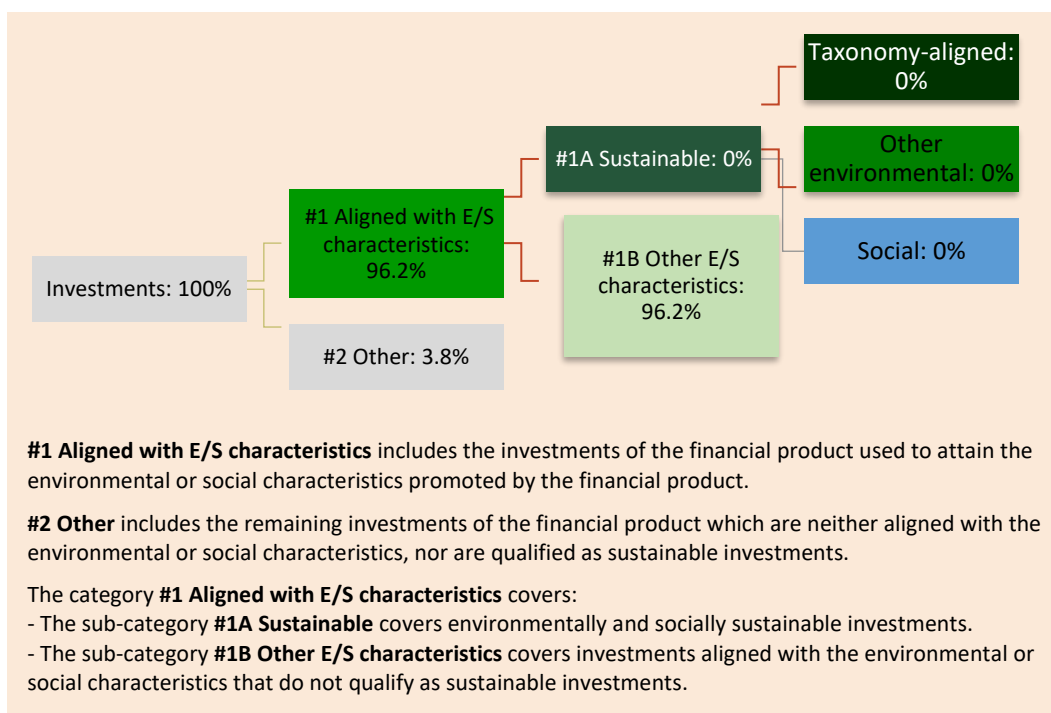 Taxonomy-aligned:
0%
#1A Sustainable: 0%
Other
environmental: 0%
#1 Aligned with E/S
characteristics:
96.2%
#1B Other E/S
characteristics:
96.2%
Social: 0%
Investments: 100%
#2 Other: 3.8%
#1 Aligned with E/S characteristics includes the investments of the financial product used to attain the
environmental or social characteristics promoted by the financial product.
#2 Other includes the remaining investments of the financial product which are neither aligned with the
environmental or social characteristics, nor are qualified as sustainable investments.
The category #1 Aligned with E/S characteristics covers:
- The sub-category #1A Sustainable covers environmentally and socially sustainable investments.
- The sub-category #1B Other E/S characteristics covers investments aligned with the environmental or
social characteristics that do not qualify as sustainable investments.